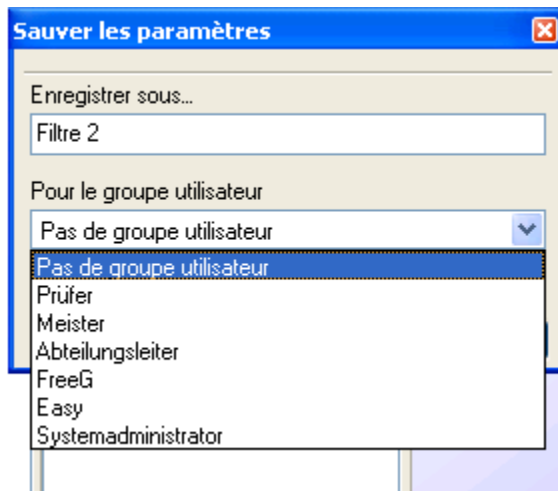 Sauver les paramètres
Enregistrer sous...
Filtre 2
Pour le groupe utilisateur
Pas de groupe utilisateur
Pas de groupe utilisateur
Prüfer
Meister
Abteilungsleiter
FreeG
Easy
Systemadministrator